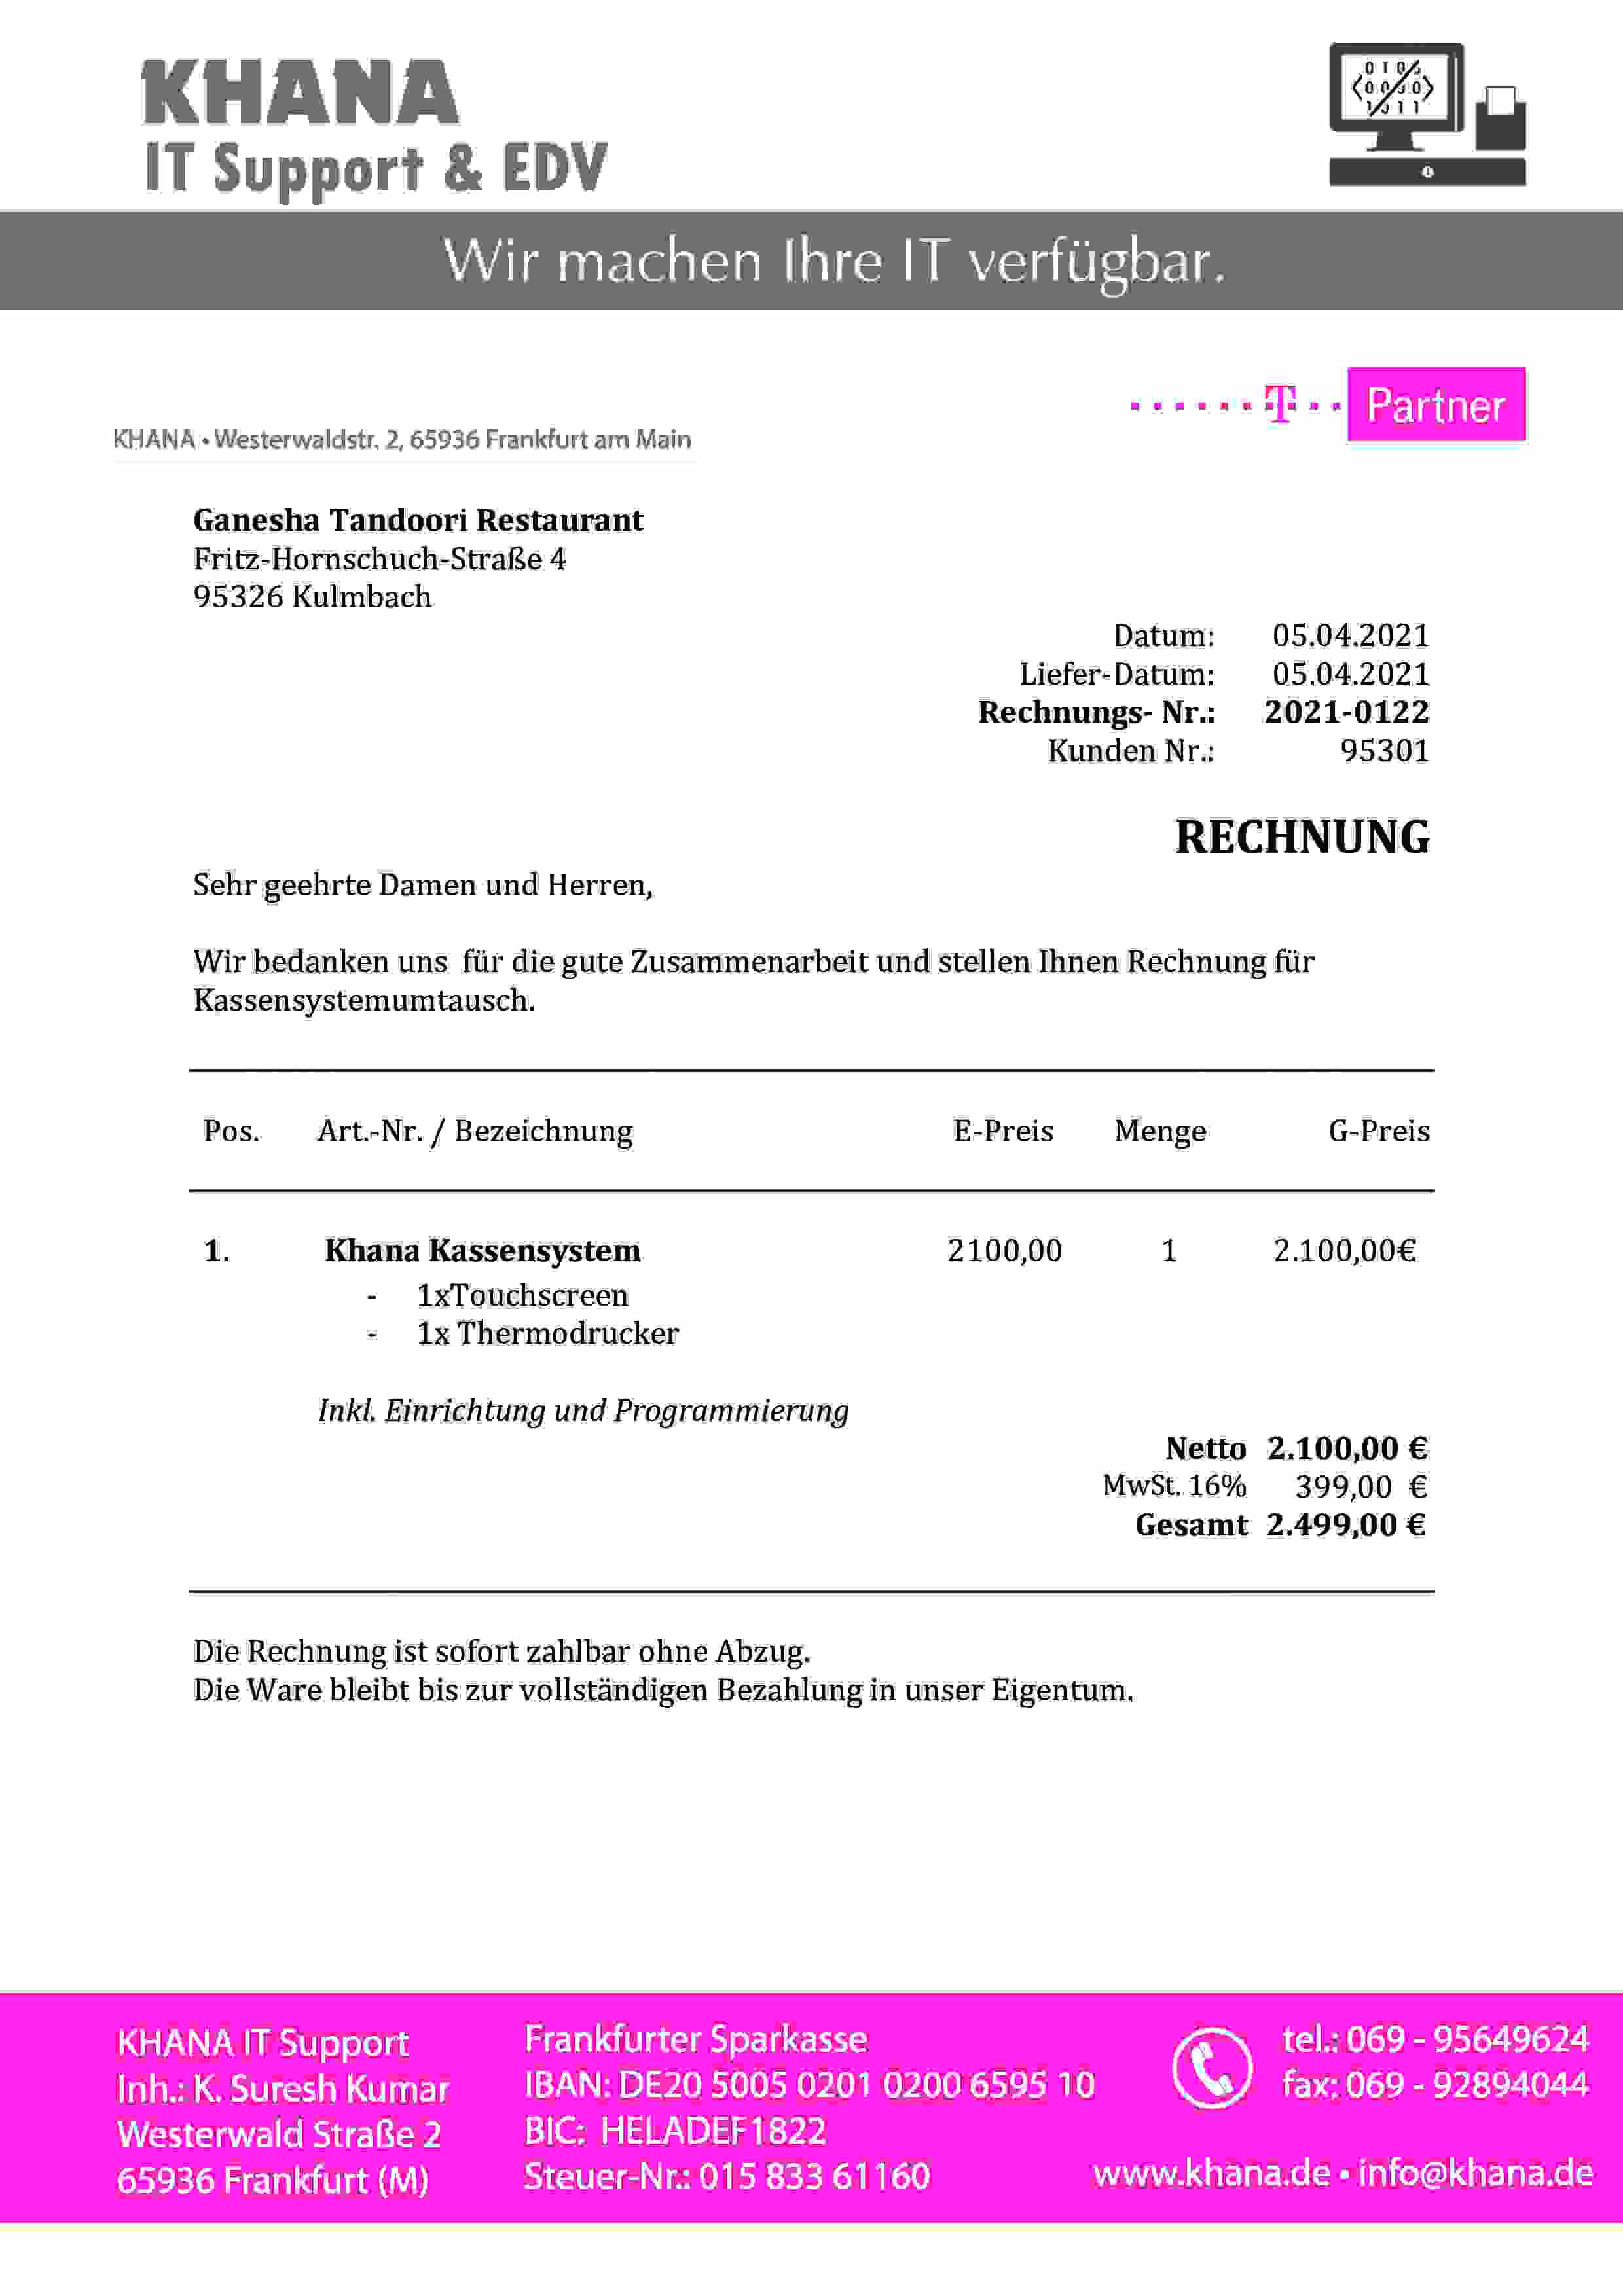 KHANA
IT Support & EDV
Wir machen Ihre IT verfügbar.
T Partner
KHANA • Westerwaldstr. 2, 65936 Frankfurt am Main
Ganesha Tandoori Restaurant
Fritz-Hornschuch-Straße 4
95326 Kulmbach
Datum: 05.04.2021
Liefer-Datum: 05.04.2021
Rechnungs- Nr.: 2021-0122
Kunden Nr.: 95301
RECHNUNG
Sehr geehrte Damen und Herren,
Wir bedanken uns für die gute Zusammenarbeit und stellen Ihnen Rechnung für
Kassensystemumtausch.
Pos. Art.-Nr. / Bezeichnung E-Preis Menge G-Preis
1. Khana Kassensystem 2100,00 1 2.100,00€
- 1xTouchscreen
- 1x Thermodrucker
Inkl. Einrichtung und Programmierung
Netto 2.100,00 €
MwSt. 16% 399,00 €
Gesamt 2.499,00 €
Die Rechnung ist sofort zahlbar ohne Abzug.
Die Ware bleibt bis zur vollständigen Bezahlung in unser Eigentum.
KHANA IT Support
Inh.: K. Suresh Kumar
Westerwald Straße 2
65936 Frankfurt (M)
Frankfurter Sparkasse
IBAN: DE20 5005 0201 0200 6595 10
BIC: HELADEF1822
Steuer-Nr.: 015 833 61160
tel.: 069 - 95649624
fax: 069 - 92894044
www.khana.de • info@khana.de